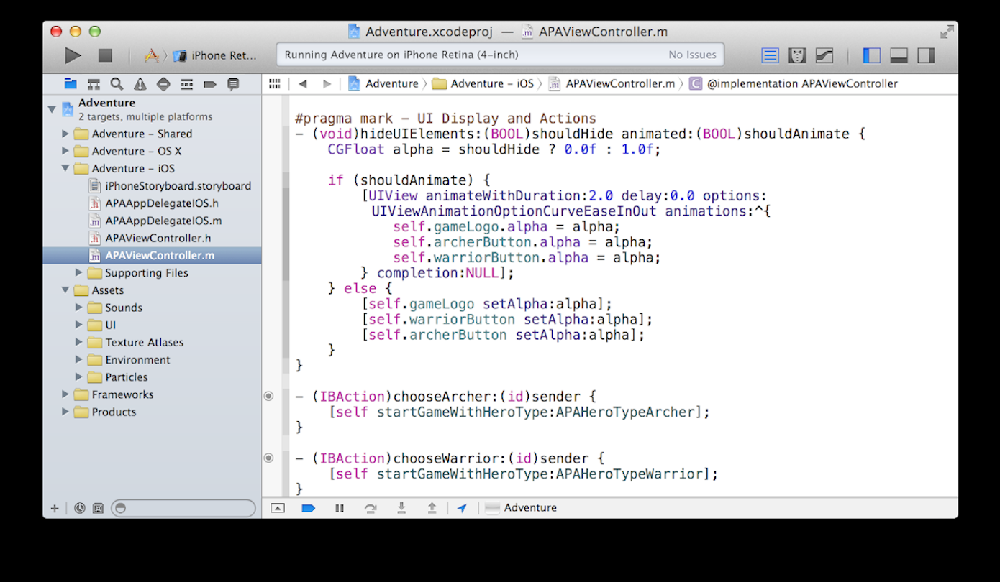 Adventure.xcodeproj — APAViewController.m
iPhone Ret...
Running Adventure on iPhone Retina (4-inch) No Issues
Adventure Adventure – iOS APAViewController.m C @implementation APAViewController
Adventure
2 targets, multiple platforms
Adventure – Shared
Adventure – OS X
Adventure – iOS
iPhoneStoryboard.storyboard
h APAAppDelegateIOS.h
m APAAppDelegateIOS.m
h APAViewController.h
m APAViewController.m
Supporting Files
Assets
Sounds
UI
Texture Atlases
Environment
Particles
Frameworks
Products
#pragma mark – UI Display and Actions
- (void)hideUIElements:(BOOL)shouldHide animated:(BOOL)shouldAnimate {
    CGFloat alpha = shouldHide ? 0.0f : 1.0f;
    if (shouldAnimate) {
        [UIView animateWithDuration:2.0 delay:0.0 options:
         UIViewAnimationOptionCurveEaseInOut animations:^{
            self.gameLogo.alpha = alpha;
            self.archerButton.alpha = alpha;
            self.warriorButton.alpha = alpha;
        } completion:NULL];
    } else {
        [self.gameLogo setAlpha:alpha];
        [self.warriorButton setAlpha:alpha];
        [self.archerButton setAlpha:alpha];
    }
}
- (IBAction)chooseArcher:(id)sender {
    [self startGameWithHeroType:APAHeroTypeArcher];
}
- (IBAction)chooseWarrior:(id)sender {
    [self startGameWithHeroType:APAHeroTypeWarrior];
}
Adventure